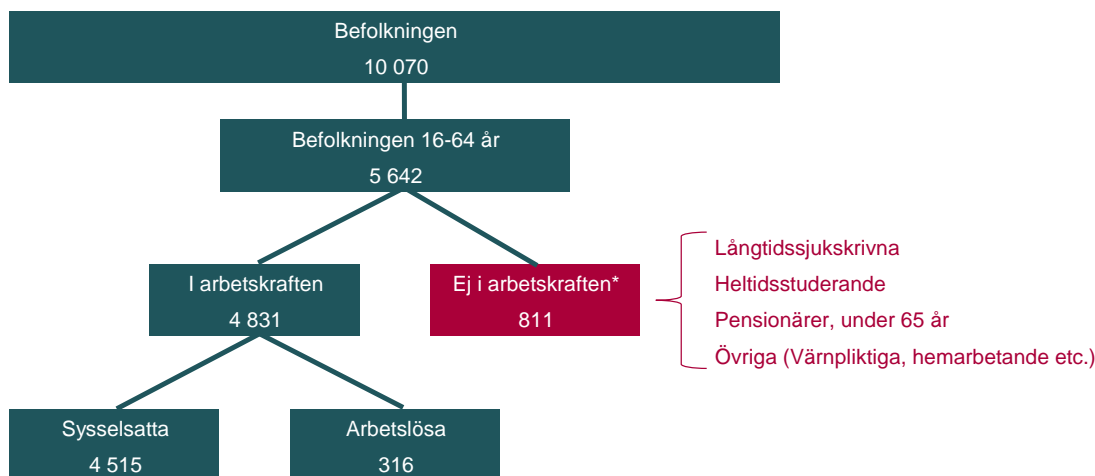 Befolkningen
10 070
Befolkningen 16-64 år
5 642
I arbetskraften
4 831
Ej i arbetskraften*
811
Långtidssjukskrivna
Heltidsstuderande
Pensionärer, under 65 år
Övriga (Värnpliktiga, hemarbetande etc.)
Sysselsatta
4 515
Arbetslösa
316